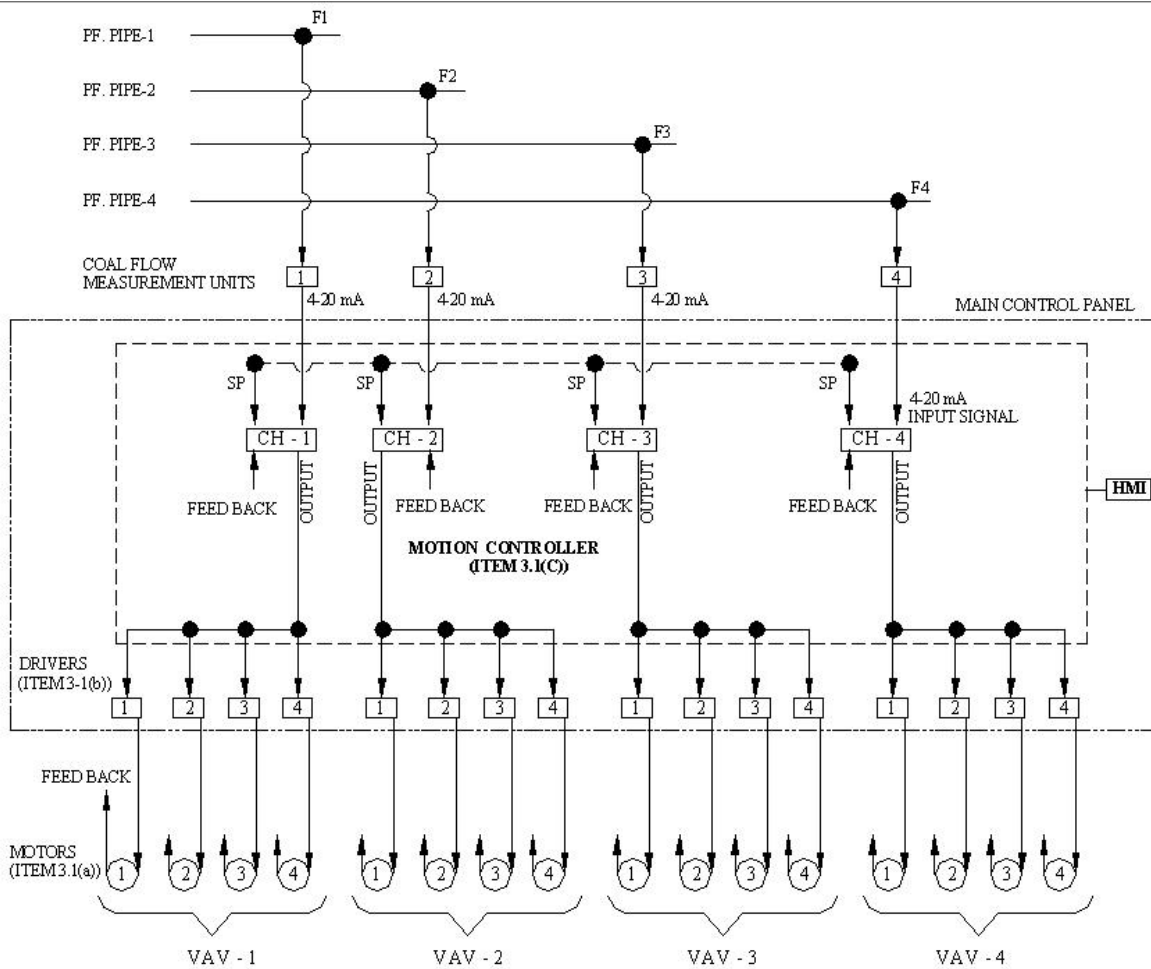 F1
PF. PIPE-1
F2
PF. PIPE-2
F3
PF. PIPE-3
F4
PF. PIPE-4
COAL FLOW
MEASUREMENT UNITS
1 2 3 4
4-20 mA 4-20 mA 4-20 mA
MAIN CONTROL PANEL
SP SP SP SP
4-20 mA
INPUT SIGNAL
CH - 1 CH - 2 CH - 3 CH - 4
OUTPUT OUTPUT OUTPUT OUTPUT
HMI
FEED BACK FEED BACK FEED BACK FEED BACK
MOTION CONTROLLER
(ITEM 3.1(C))
DRIVERS
(ITEM 3-1(b))
1 2 3 4 1 2 3 4 1 2 3 4 1 2 3 4
FEED BACK
MOTORS
(ITEM 3.1(a))
1 2 3 4 1 2 3 4 1 2 3 4 1 2 3 4
VAV - 1 VAV - 2 VAV - 3 VAV - 4